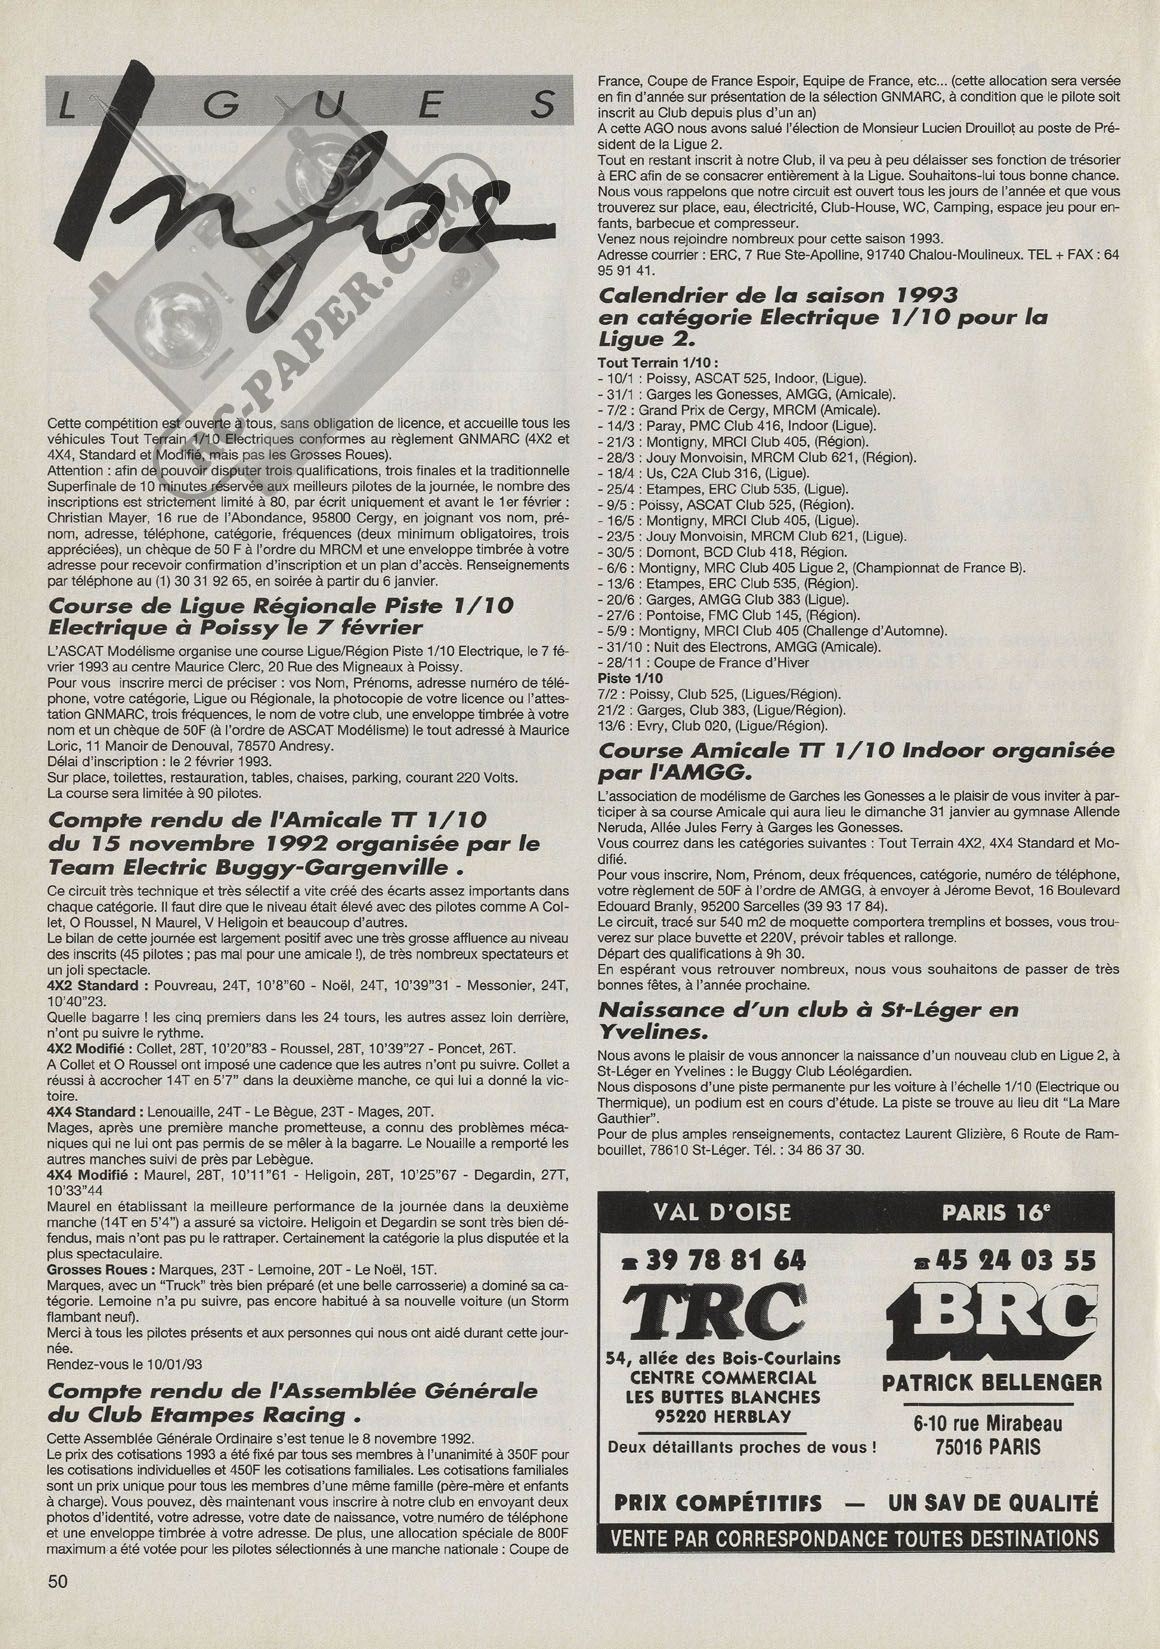 LIGUES
Infos
RC-PAPER.COM
Cette compétition est ouverte à tous, sans obligation de licence, et accueille tous les
véhicules Tout Terrain 1/10 Electriques conformes au règlement GNMARC (4X2 et
4X4, Standard et Modifié, mais pas les Grosses Roues).
Attention : afin de pouvoir disputer trois qualifications, trois finales et la traditionnelle
Superfinale de 10 minutes réservée aux meilleurs pilotes de la journée, le nombre des
inscriptions est strictement limité à 80, par écrit uniquement et avant le 1er février :
Christian Mayer, 16 rue de l'Abondance, 95800 Cergy, en joignant vos nom, pré-
nom, adresse, téléphone, catégorie, fréquences (deux minimum obligatoires, trois
appréciées), un chèque de 50 F à l'ordre du MRCM et une enveloppe timbrée à votre
adresse pour recevoir confirmation d'inscription et un plan d'accès. Renseignements
par téléphone au (1) 30 31 92 65, en soirée à partir du 6 janvier.
Course de Ligue Régionale Piste 1/10
Electrique à Poissy le 7 février
L'ASCAT Modélisme organise une course Ligue/Région Piste 1/10 Electrique, le 7 fé-
vrier 1993 au centre Maurice Clerc, 20 Rue des Migneaux à Poissy.
Pour vous inscrire merci de préciser : vos Nom, Prénoms, adresse numéro de télé-
phone, votre catégorie, Ligue ou Régionale, la photocopie de votre licence ou l'attes-
tation GNMARC, trois fréquences, le nom de votre club, une enveloppe timbrée à votre
nom et un chèque de 50F (à l'ordre de ASCAT Modélisme) le tout adressé à Maurice
Loric, 11 Manoir de Denouval, 78570 Andresy.
Délai d'inscription : le 2 février 1993.
Sur place, toilettes, restauration, tables, chaises, parking, courant 220 Volts.
La course sera limitée à 90 pilotes.
Compte rendu de l'Amicale TT 1/10
du 15 novembre 1992 organisée par le
Team Electric Buggy-Gargenville .
Ce circuit très technique et très sélectif a vite créé des écarts assez importants dans
chaque catégorie. Il faut dire que le niveau était élevé avec des pilotes comme A Col-
let, O Roussel, N Maurel, V Heligoin et beaucoup d'autres.
Le bilan de cette journée est largement positif avec une très grosse affluence au niveau
des inscrits (45 pilotes ; pas mal pour une amicale !), de très nombreux spectateurs et
un joli spectacle.
4X2 Standard : Pouvreau, 24T, 10'8"60 - Noël, 24T, 10'39"31 - Messonier, 24T,
10'40"23.
Quelle bagarre ! les cinq premiers dans les 24 tours, les autres assez loin derrière,
n'ont pu suivre le rythme.
4X2 Modifié : Collet, 28T, 10'20"83 - Roussel, 28T, 10'39"27 - Poncet, 26T.
A Collet et O Roussel ont imposé une cadence que les autres n'ont pu suivre. Collet a
réussi à accrocher 14T en 5'7" dans la deuxième manche, ce qui lui a donné la vic-
toire.
4X4 Standard : Lenouaille, 24T - Le Bègue, 23T - Mages, 20T.
Mages, après une première manche prometteuse, a connu des problèmes méca-
niques qui ne lui ont pas permis de se mêler à la bagarre. Le Nouaille a remporté les
autres manches suivi de près par Lebègue.
4X4 Modifié : Maurel, 28T, 10'11"61 - Heligoin, 28T, 10'25"67 - Degardin, 27T,
10'33"44
Maurel en établissant la meilleure performance de la journée dans la deuxième
manche (14T en 5'4") a assuré sa victoire. Heligoin et Degardin se sont très bien dé-
fendus, mais n'ont pas pu le rattraper. Certainement la catégorie la plus disputée et la
plus spectaculaire.
Grosses Roues : Marques, 23T - Lemoine, 20T - Le Noël, 15T.
Marques, avec un "Truck" très bien préparé (et une belle carrosserie) a dominé sa ca-
tégorie. Lemoine n'a pu suivre, pas encore habitué à sa nouvelle voiture (un Storm
flambant neuf).
Merci à tous les pilotes présents et aux personnes qui nous ont aidé durant cette jour-
née.
Rendez-vous le 10/01/93
Compte rendu de l'Assemblée Générale
du Club Etampes Racing .
Cette Assemblée Générale Ordinaire s'est tenue le 8 novembre 1992.
Le prix des cotisations 1993 a été fixé par tous ses membres à l'unanimité à 350F pour
les cotisations individuelles et 450F les cotisations familiales. Les cotisations familiales
sont un prix unique pour tous les membres d'une même famille (père-mère et enfants
à charge). Vous pouvez, dès maintenant vous inscrire à notre club en envoyant deux
photos d'identité, votre adresse, votre date de naissance, votre numéro de téléphone
et une enveloppe timbrée à votre adresse. De plus, une allocation spéciale de 800F
maximum a été votée pour les pilotes sélectionnés à une manche nationale : Coupe de
50
France, Coupe de France Espoir, Equipe de France, etc... (cette allocation sera versée
en fin d'année sur présentation de la sélection GNMARC, à condition que le pilote soit
inscrit au Club depuis plus d'un an)
A cette AGO nous avons salué l'élection de Monsieur Lucien Drouillot au poste de Pré-
sident de la Ligue 2.
Tout en restant inscrit à notre Club, il va peu à peu délaisser ses fonction de trésorier
à ERC afin de se consacrer entièrement à la Ligue. Souhaitons-lui tous bonne chance.
Nous vous rappelons que notre circuit est ouvert tous les jours de l'année et que vous
trouverez sur place, eau, électricité, Club-House, WC, Camping, espace jeu pour en-
fants, barbecue et compresseur.
Venez nous rejoindre nombreux pour cette saison 1993.
Adresse courrier : ERC, 7 Rue Ste-Apolline, 91740 Chalou-Moulineux. TEL + FAX : 64
95 91 41.
Calendrier de la saison 1993
en catégorie Electrique 1/10 pour la
Ligue 2.
Tout Terrain 1/10 :
- 10/1 : Poissy, ASCAT 525, Indoor, (Ligue).
- 31/1 : Garges les Gonesses, AMGG, (Amicale).
- 7/2 : Grand Prix de Cergy, MRCM (Amicale).
- 14/3 : Paray, PMC Club 416, Indoor (Ligue).
- 21/3 : Montigny, MRCI Club 405, (Région).
- 28/3 : Jouy Monvoisin, MRCM Club 621, (Région).
- 18/4 : Us, C2A Club 316, (Ligue).
- 25/4 : Etampes, ERC Club 535, (Ligue).
- 9/5 : Poissy, ASCAT Club 525, (Région).
- 16/5 : Montigny, MRCI Club 405, (Ligue).
- 23/5 : Jouy Monvoisin, MRCM Club 621, (Ligue).
- 30/5 : Domont, BCD Club 418, Région.
- 6/6 : Montigny, MRC Club 405 Ligue 2, (Championnat de France B).
- 13/6 : Etampes, ERC Club 535, (Région).
- 20/6 : Garges, AMGG Club 383 (Ligue).
- 27/6 : Pontoise, FMC Club 145, (Région).
- 5/9 : Montigny, MRCI Club 405 (Challenge d'Automne).
- 31/10 : Nuit des Electrons, AMGG (Amicale).
- 28/11 : Coupe de France d'Hiver
Piste 1/10
7/2 : Poissy, Club 525, (Ligues/Région).
21/2 : Garges, Club 383, (Ligue/Région).
13/6 : Evry, Club 020, (Ligue/Région).
Course Amicale TT 1/10 Indoor organisée
par l'AMGG.
L'association de modélisme de Garches les Gonesses a le plaisir de vous inviter à par-
ticiper à sa course Amicale qui aura lieu le dimanche 31 janvier au gymnase Allende
Neruda, Allée Jules Ferry à Garges les Gonesses.
Vous courrez dans les catégories suivantes : Tout Terrain 4X2, 4X4 Standard et Mo-
difié.
Pour vous inscrire, Nom, Prénom, deux fréquences, catégorie, numéro de téléphone,
votre règlement de 50F à l'ordre de AMGG, à envoyer à Jérome Bevot, 16 Boulevard
Edouard Branly, 95200 Sarcelles (39 93 17 84).
Le circuit, tracé sur 540 m2 de moquette comportera tremplins et bosses, vous trou-
verez sur place buvette et 220V, prévoir tables et rallonge.
Départ des qualifications à 9h 30.
En espérant vous retrouver nombreux, nous vous souhaitons de passer de très
bonnes fêtes, à l'année prochaine.
Naissance d'un club à St-Léger en
Yvelines.
Nous avons le plaisir de vous annoncer la naissance d'un nouveau club en Ligue 2, à
St-Léger en Yvelines : le Buggy Club Léolégardien.
Nous disposons d'une piste permanente pur les voiture à l'échelle 1/10 (Electrique ou
Thermique), un podium est en cours d'étude. La piste se trouve au lieu dit "La Mare
Gauthier".
Pour de plus amples renseignements, contactez Laurent Glizière, 6 Route de Ram-
bouillet, 78610 St-Léger. Tél. : 34 86 37 30.
VAL D'OISE
☎ 39 78 81 64
TRC
54, allée des Bois-Courlains
CENTRE COMMERCIAL
LES BUTTES BLANCHES
95220 HERBLAY
PARIS 16e
☎ 45 24 03 55
BRC
PATRICK BELLENGER
6-10 rue Mirabeau
75016 PARIS
Deux détaillants proches de vous !
PRIX COMPÉTITIFS — UN SAV DE QUALITÉ
VENTE PAR CORRESPONDANCE TOUTES DESTINATIONS